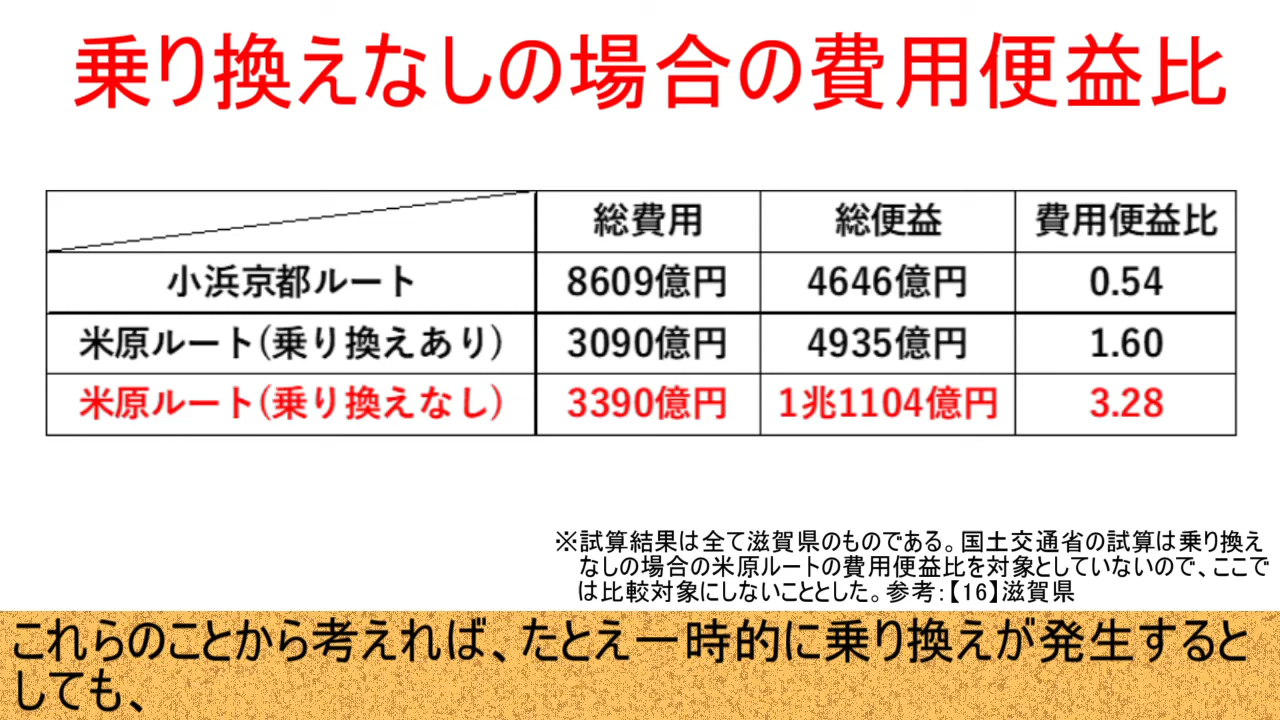 乗り換えなしの場合の費用便益比
総費用 総便益 費用便益比
小浜京都ルート 8609億円 4646億円 0.54
米原ルート(乗り換えあり) 3090億円 4935億円 1.60
米原ルート(乗り換えなし) 3390億円 1兆1104億円 3.28
※試算結果は全て滋賀県のものである。国土交通省の試算は乗り換え
なしの場合の米原ルートの費用便益比を対象としていないので、ここで
は比較対象にしないこととした。参考:【16】滋賀県
これらのことから考えれば、たとえ一時的に乗り換えが発生すると
しても、